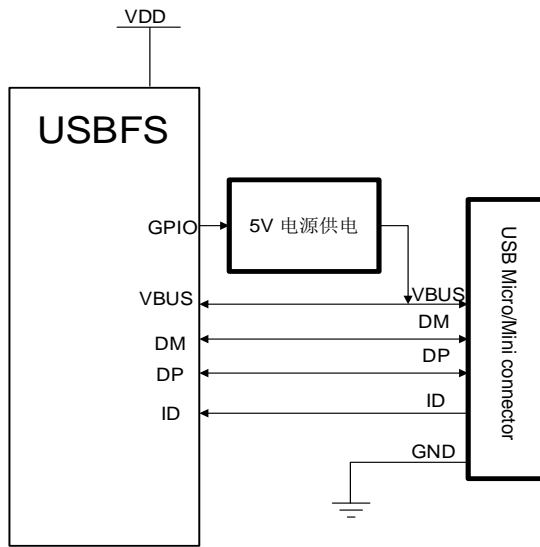 VDD
USBFS
GPIO
5V 电源供电
VBUS
VBUS
DM
DM
DP
DP
ID
ID
GND
USB Micro/Mini connector